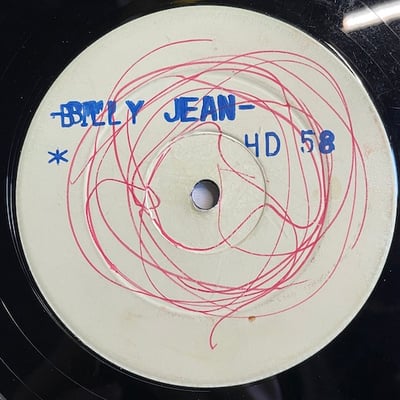 BILLY JEAN-
* HD 58